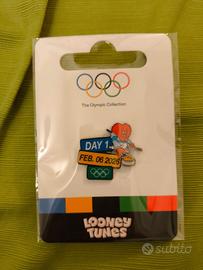 The Olympic Collection
DAY 1
FEB. 06 2026
LOONEY
TUNES
subito